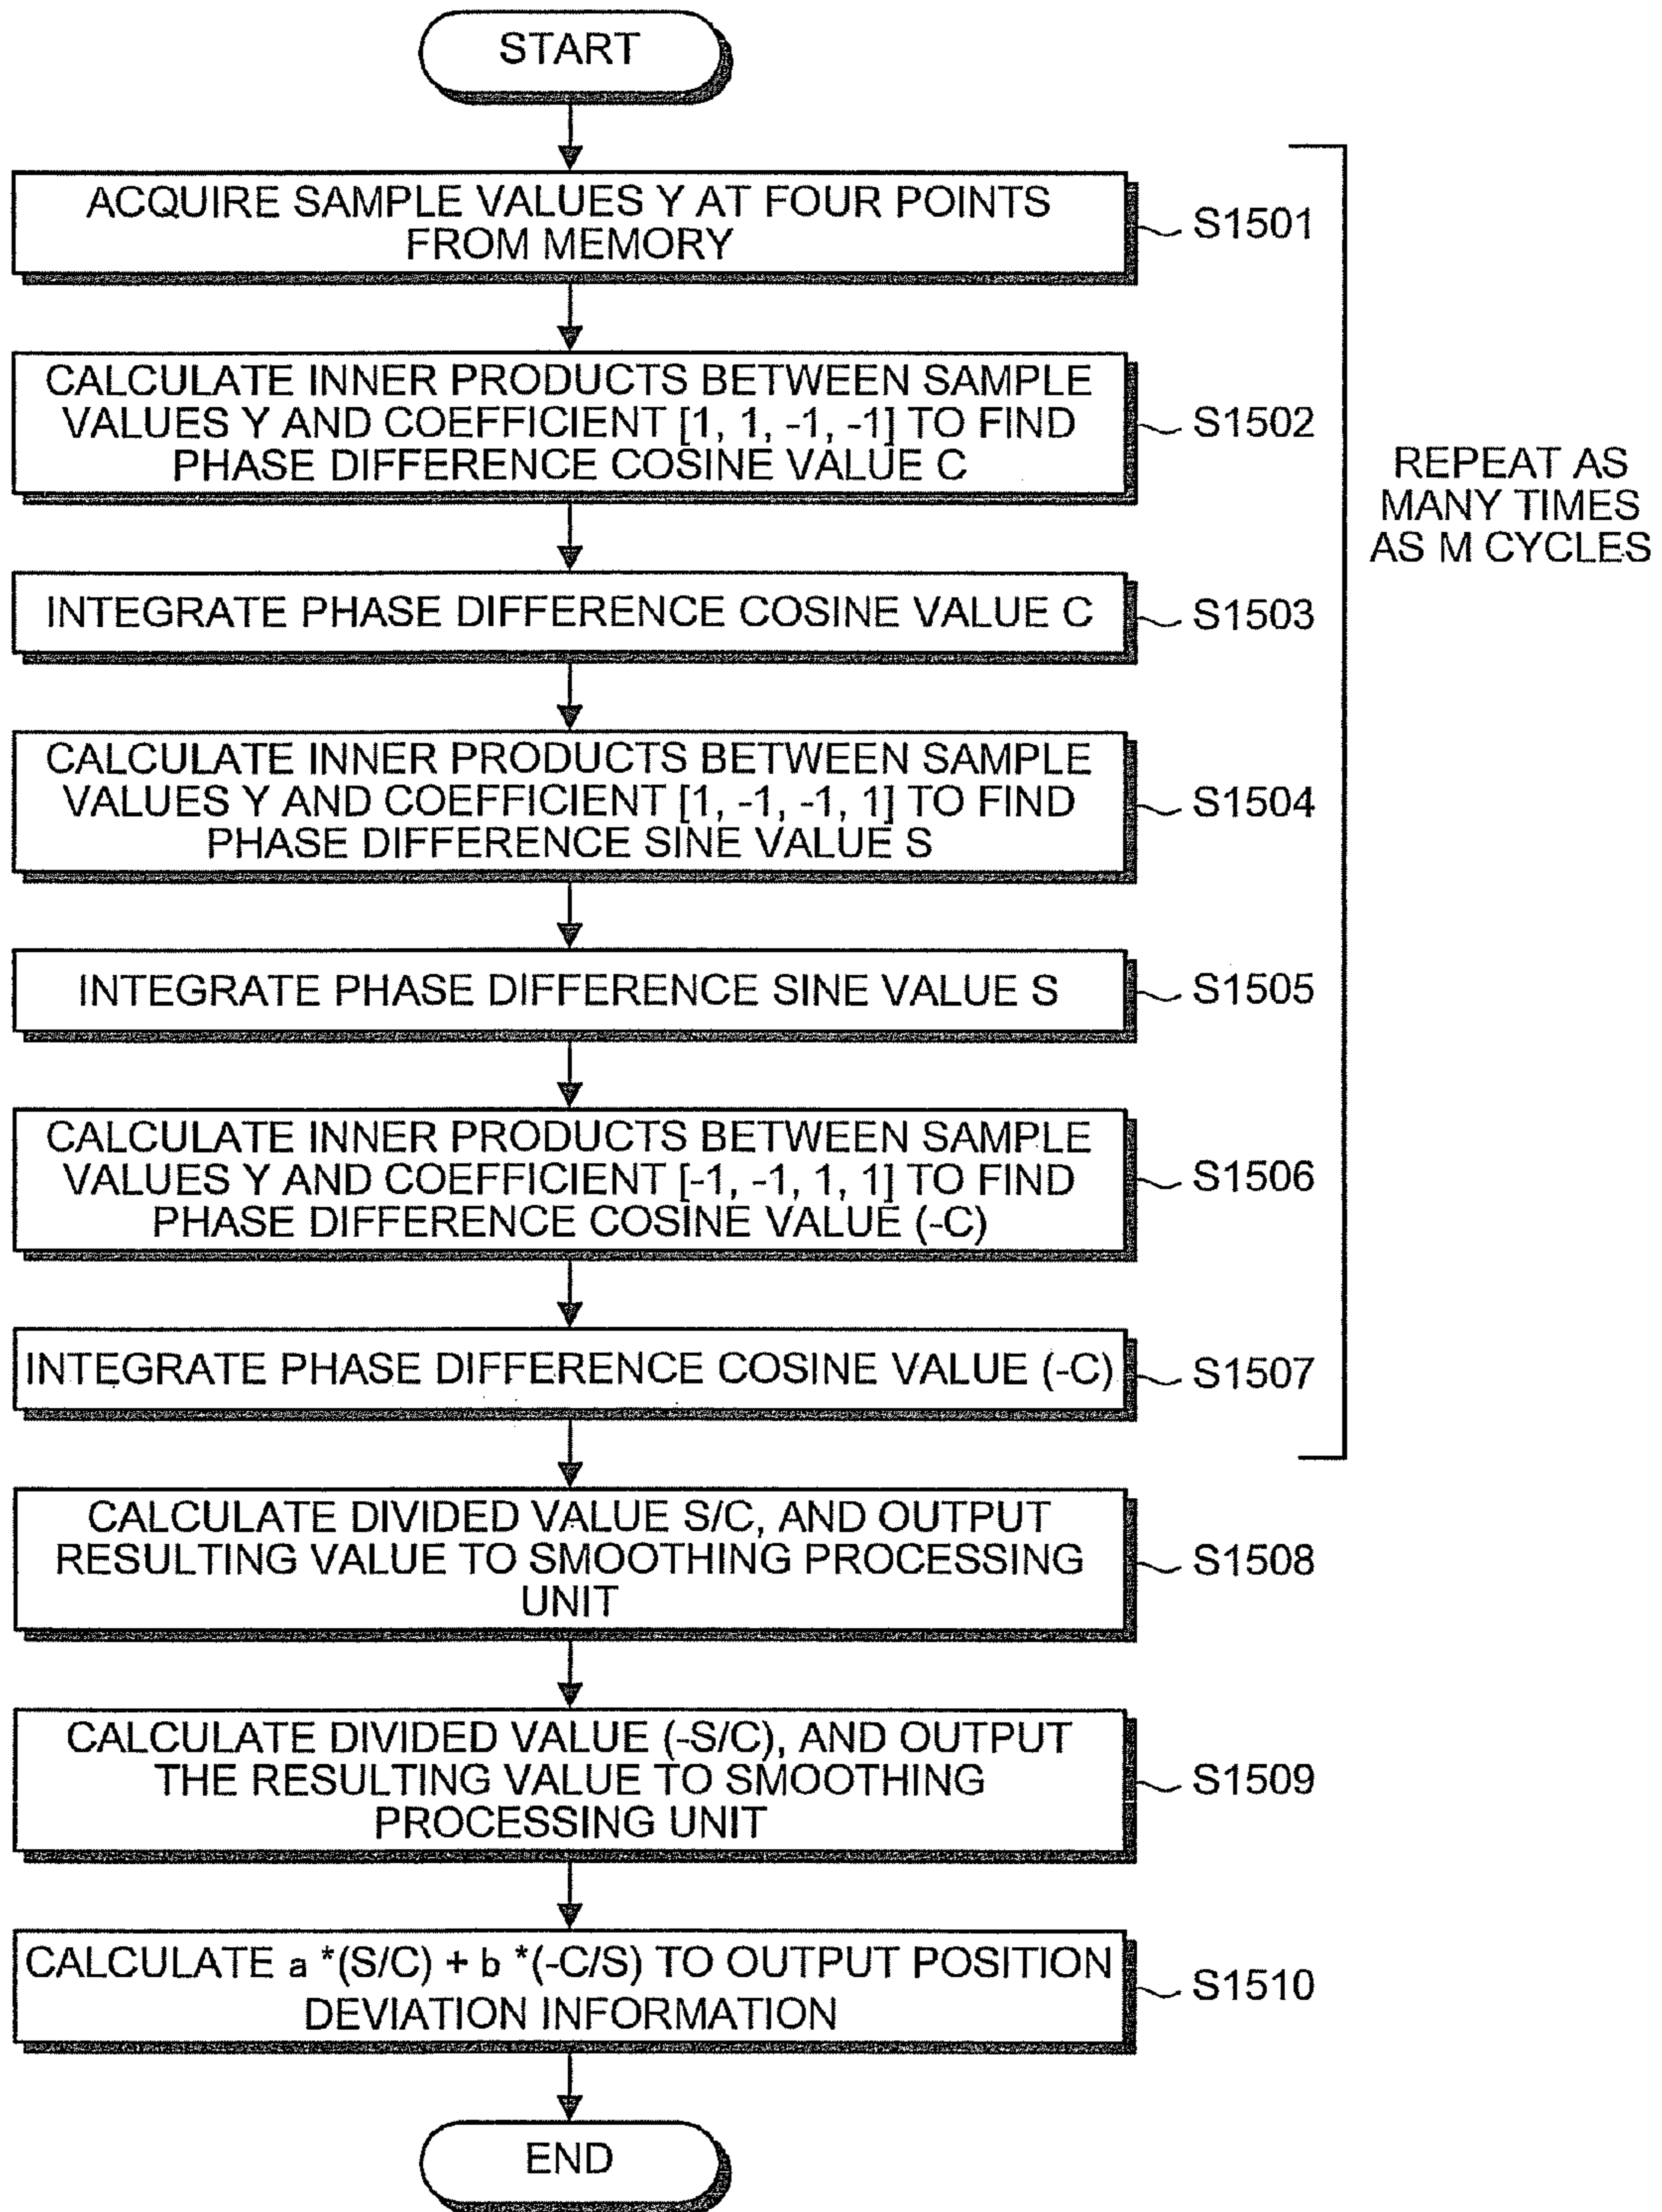 START
ACQUIRE SAMPLE VALUES Y AT FOUR POINTS
FROM MEMORY
S1501
CALCULATE INNER PRODUCTS BETWEEN SAMPLE
VALUES Y AND COEFFICIENT [1, 1, -1, -1] TO FIND
PHASE DIFFERENCE COSINE VALUE C
S1502
REPEAT AS
MANY TIMES
AS M CYCLES
INTEGRATE PHASE DIFFERENCE COSINE VALUE C
S1503
CALCULATE INNER PRODUCTS BETWEEN SAMPLE
VALUES Y AND COEFFICIENT [1, -1, -1, 1] TO FIND
PHASE DIFFERENCE SINE VALUE S
S1504
INTEGRATE PHASE DIFFERENCE SINE VALUE S
S1505
CALCULATE INNER PRODUCTS BETWEEN SAMPLE
VALUES Y AND COEFFICIENT [-1, -1, 1, 1] TO FIND
PHASE DIFFERENCE COSINE VALUE (-C)
S1506
INTEGRATE PHASE DIFFERENCE COSINE VALUE (-C)
S1507
CALCULATE DIVIDED VALUE S/C, AND OUTPUT
RESULTING VALUE TO SMOOTHING PROCESSING
UNIT
S1508
CALCULATE DIVIDED VALUE (-S/C), AND OUTPUT
THE RESULTING VALUE TO SMOOTHING
PROCESSING UNIT
S1509
CALCULATE a *(S/C) + b *(-C/S) TO OUTPUT POSITION
DEVIATION INFORMATION
S1510
END